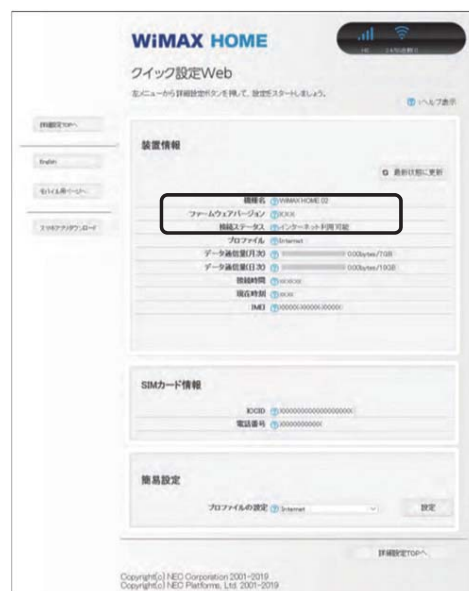 WiMAX HOME
クイック設定Web
左メニューから詳細設定ボタンを押して、設定をスタートしましょう。
:ヘルプ表示
詳細設定TOPへ
English
モバイル用ページへ
スマホアプリダウンロード
装置情報
最新状態に更新
機種名 WiMAX HOME 02
ファームウェアバージョン X.X.X
接続ステータス インターネット利用可能
プロファイル Internet
データ通信量(月次) 0.00bytes/7GB
データ通信量(日次) 0.00bytes/10GB
接続時間
現在時刻
IMEI
SIMカード情報
ICCID
電話番号
簡易設定
プロファイルの選択 Internet
設定
詳細設定TOPへ
Copyright(c) NEC Corporation 2001-2019
Copyright(c) NEC Platforms, Ltd. 2001-2019